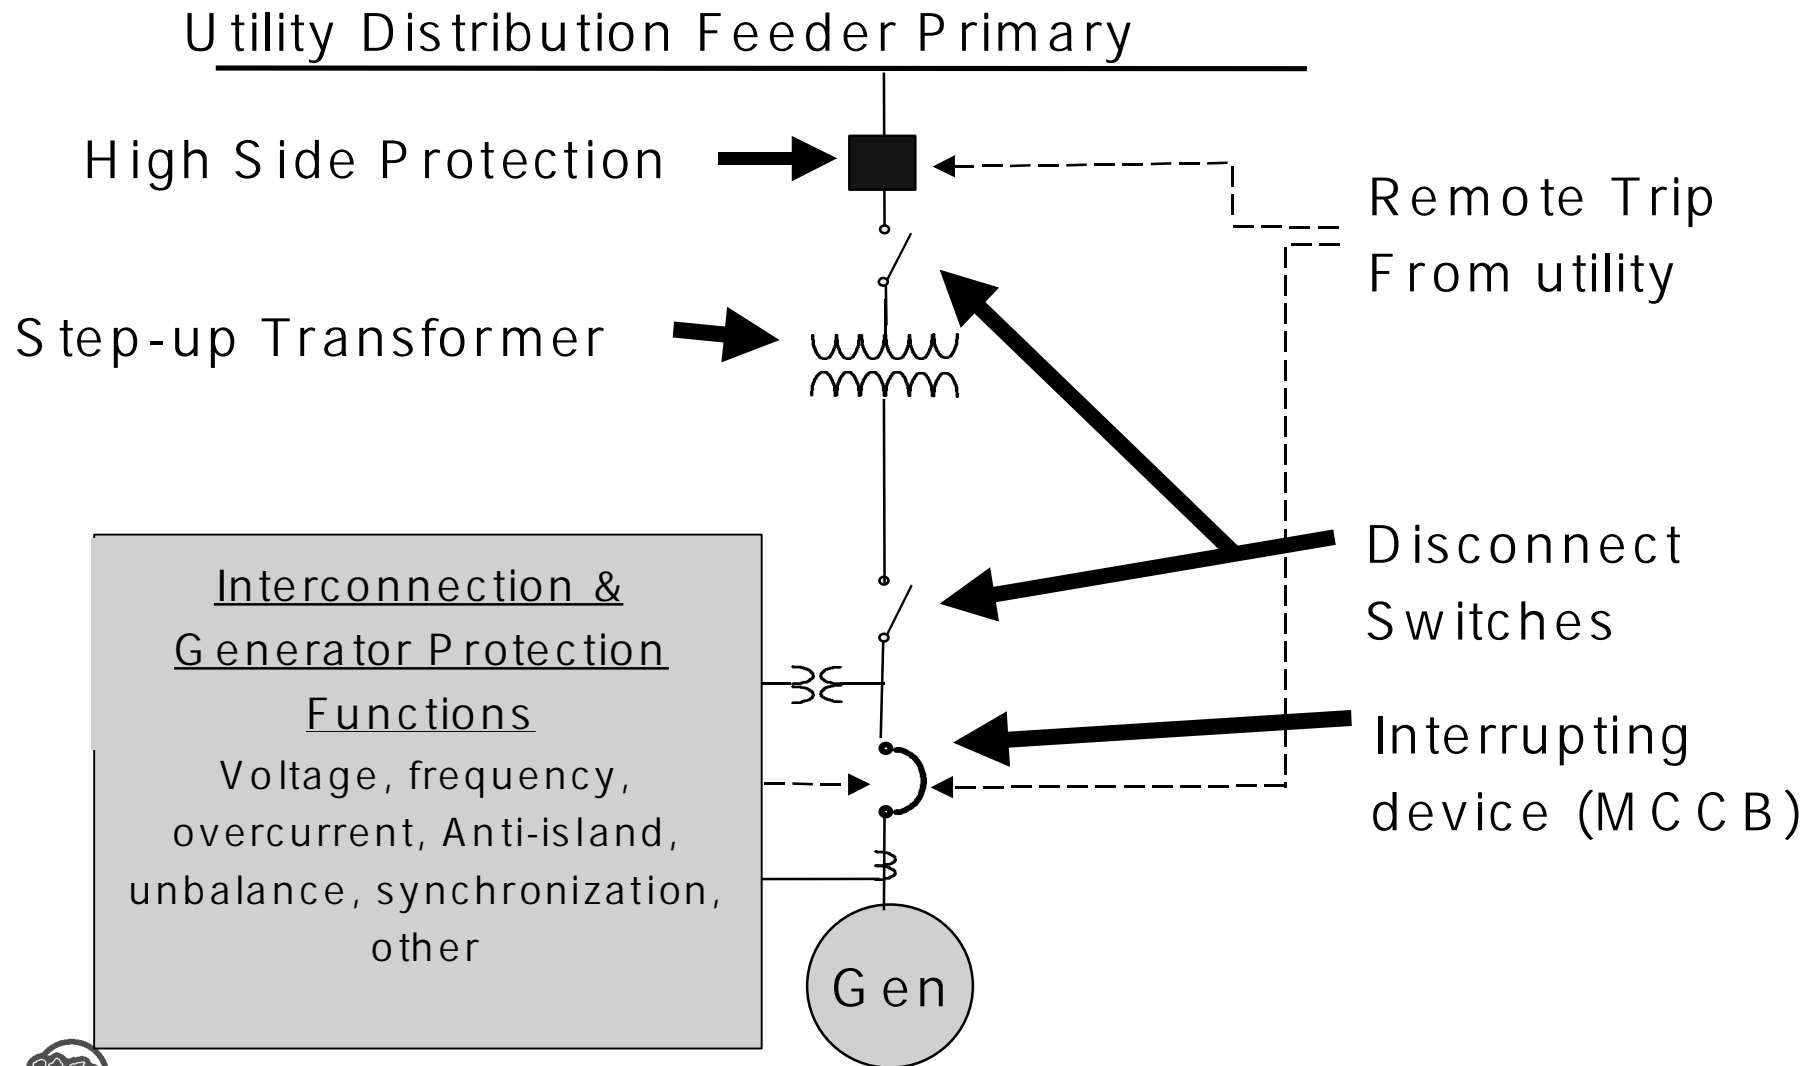 Utility Distribution Feeder Primary
High Side Protection
Remote Trip
From utility
Step-up Transformer
Disconnect
Switches
Interconnection &
Generator Protection
Functions
Voltage, frequency,
overcurrent, Anti-island,
unbalance, synchronization,
other
Interrupting
device (MCCB)
Gen